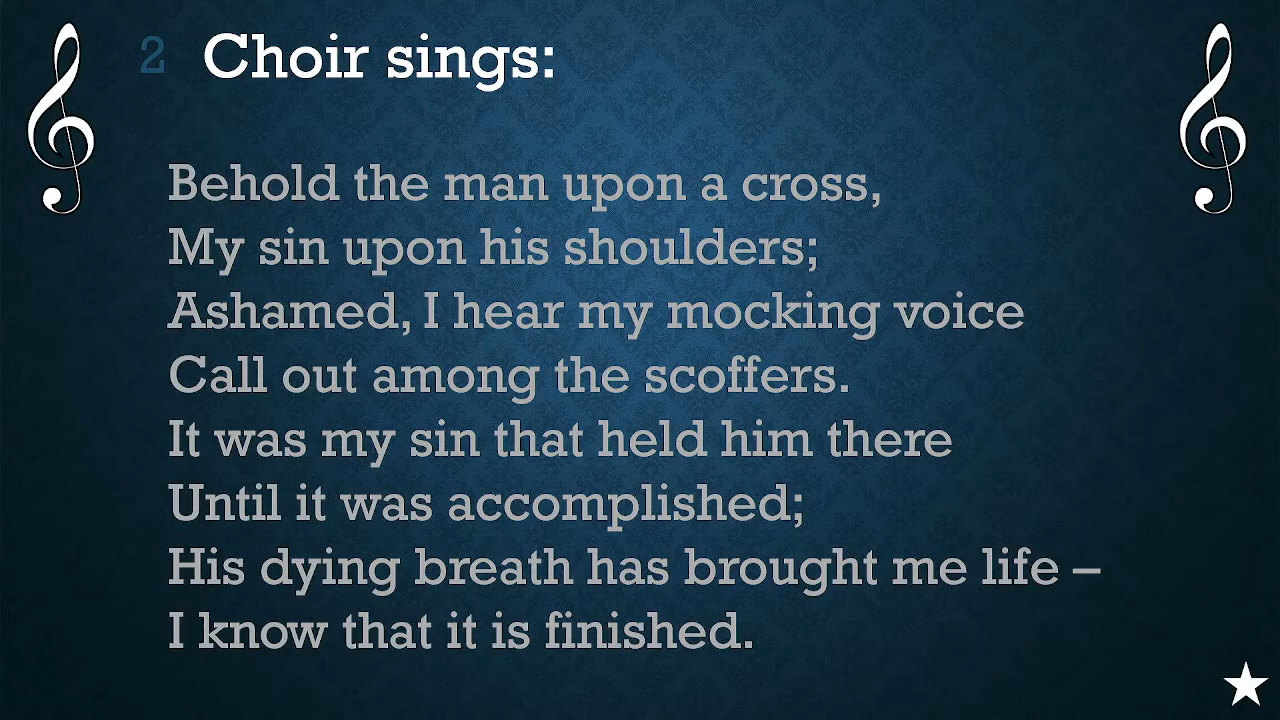 2 Choir sings:
Behold the man upon a cross,
My sin upon his shoulders;
Ashamed, I hear my mocking voice
Call out among the scoffers.
It was my sin that held him there
Until it was accomplished;
His dying breath has brought me life –
I know that it is finished.